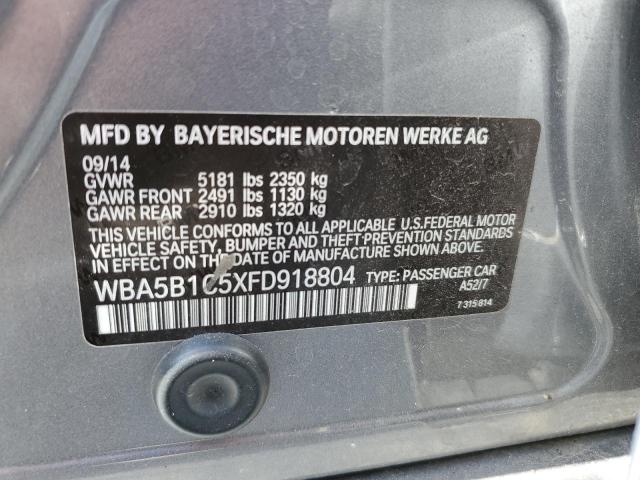 MFD BY BAYERISCHE MOTOREN WERKE AG
09/14
GVWR 5181 lbs 2350 kg
GAWR FRONT 2491 lbs 1130 kg
GAWR REAR 2910 lbs 1320 kg
THIS VEHICLE CONFORMS TO ALL APPLICABLE U.S. FEDERAL MOTOR
VEHICLE SAFETY, BUMPER AND THEFT PREVENTION STANDARDS
IN EFFECT ON THE DATE OF MANUFACTURE SHOWN ABOVE.
WBA5B1C5XFD918804 TYPE: PASSENGER CAR
A52/7
7 315 814